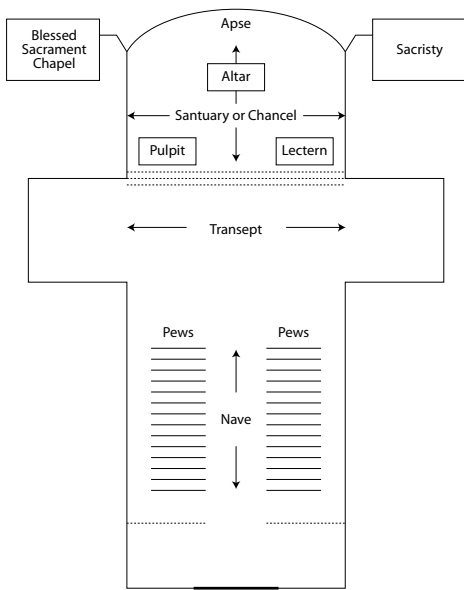 Apse
Blessed
Sacrament
Chapel
Sacristy
Altar
Santuary or Chancel
Pulpit
Lectern
Transept
Pews
Pews
Nave